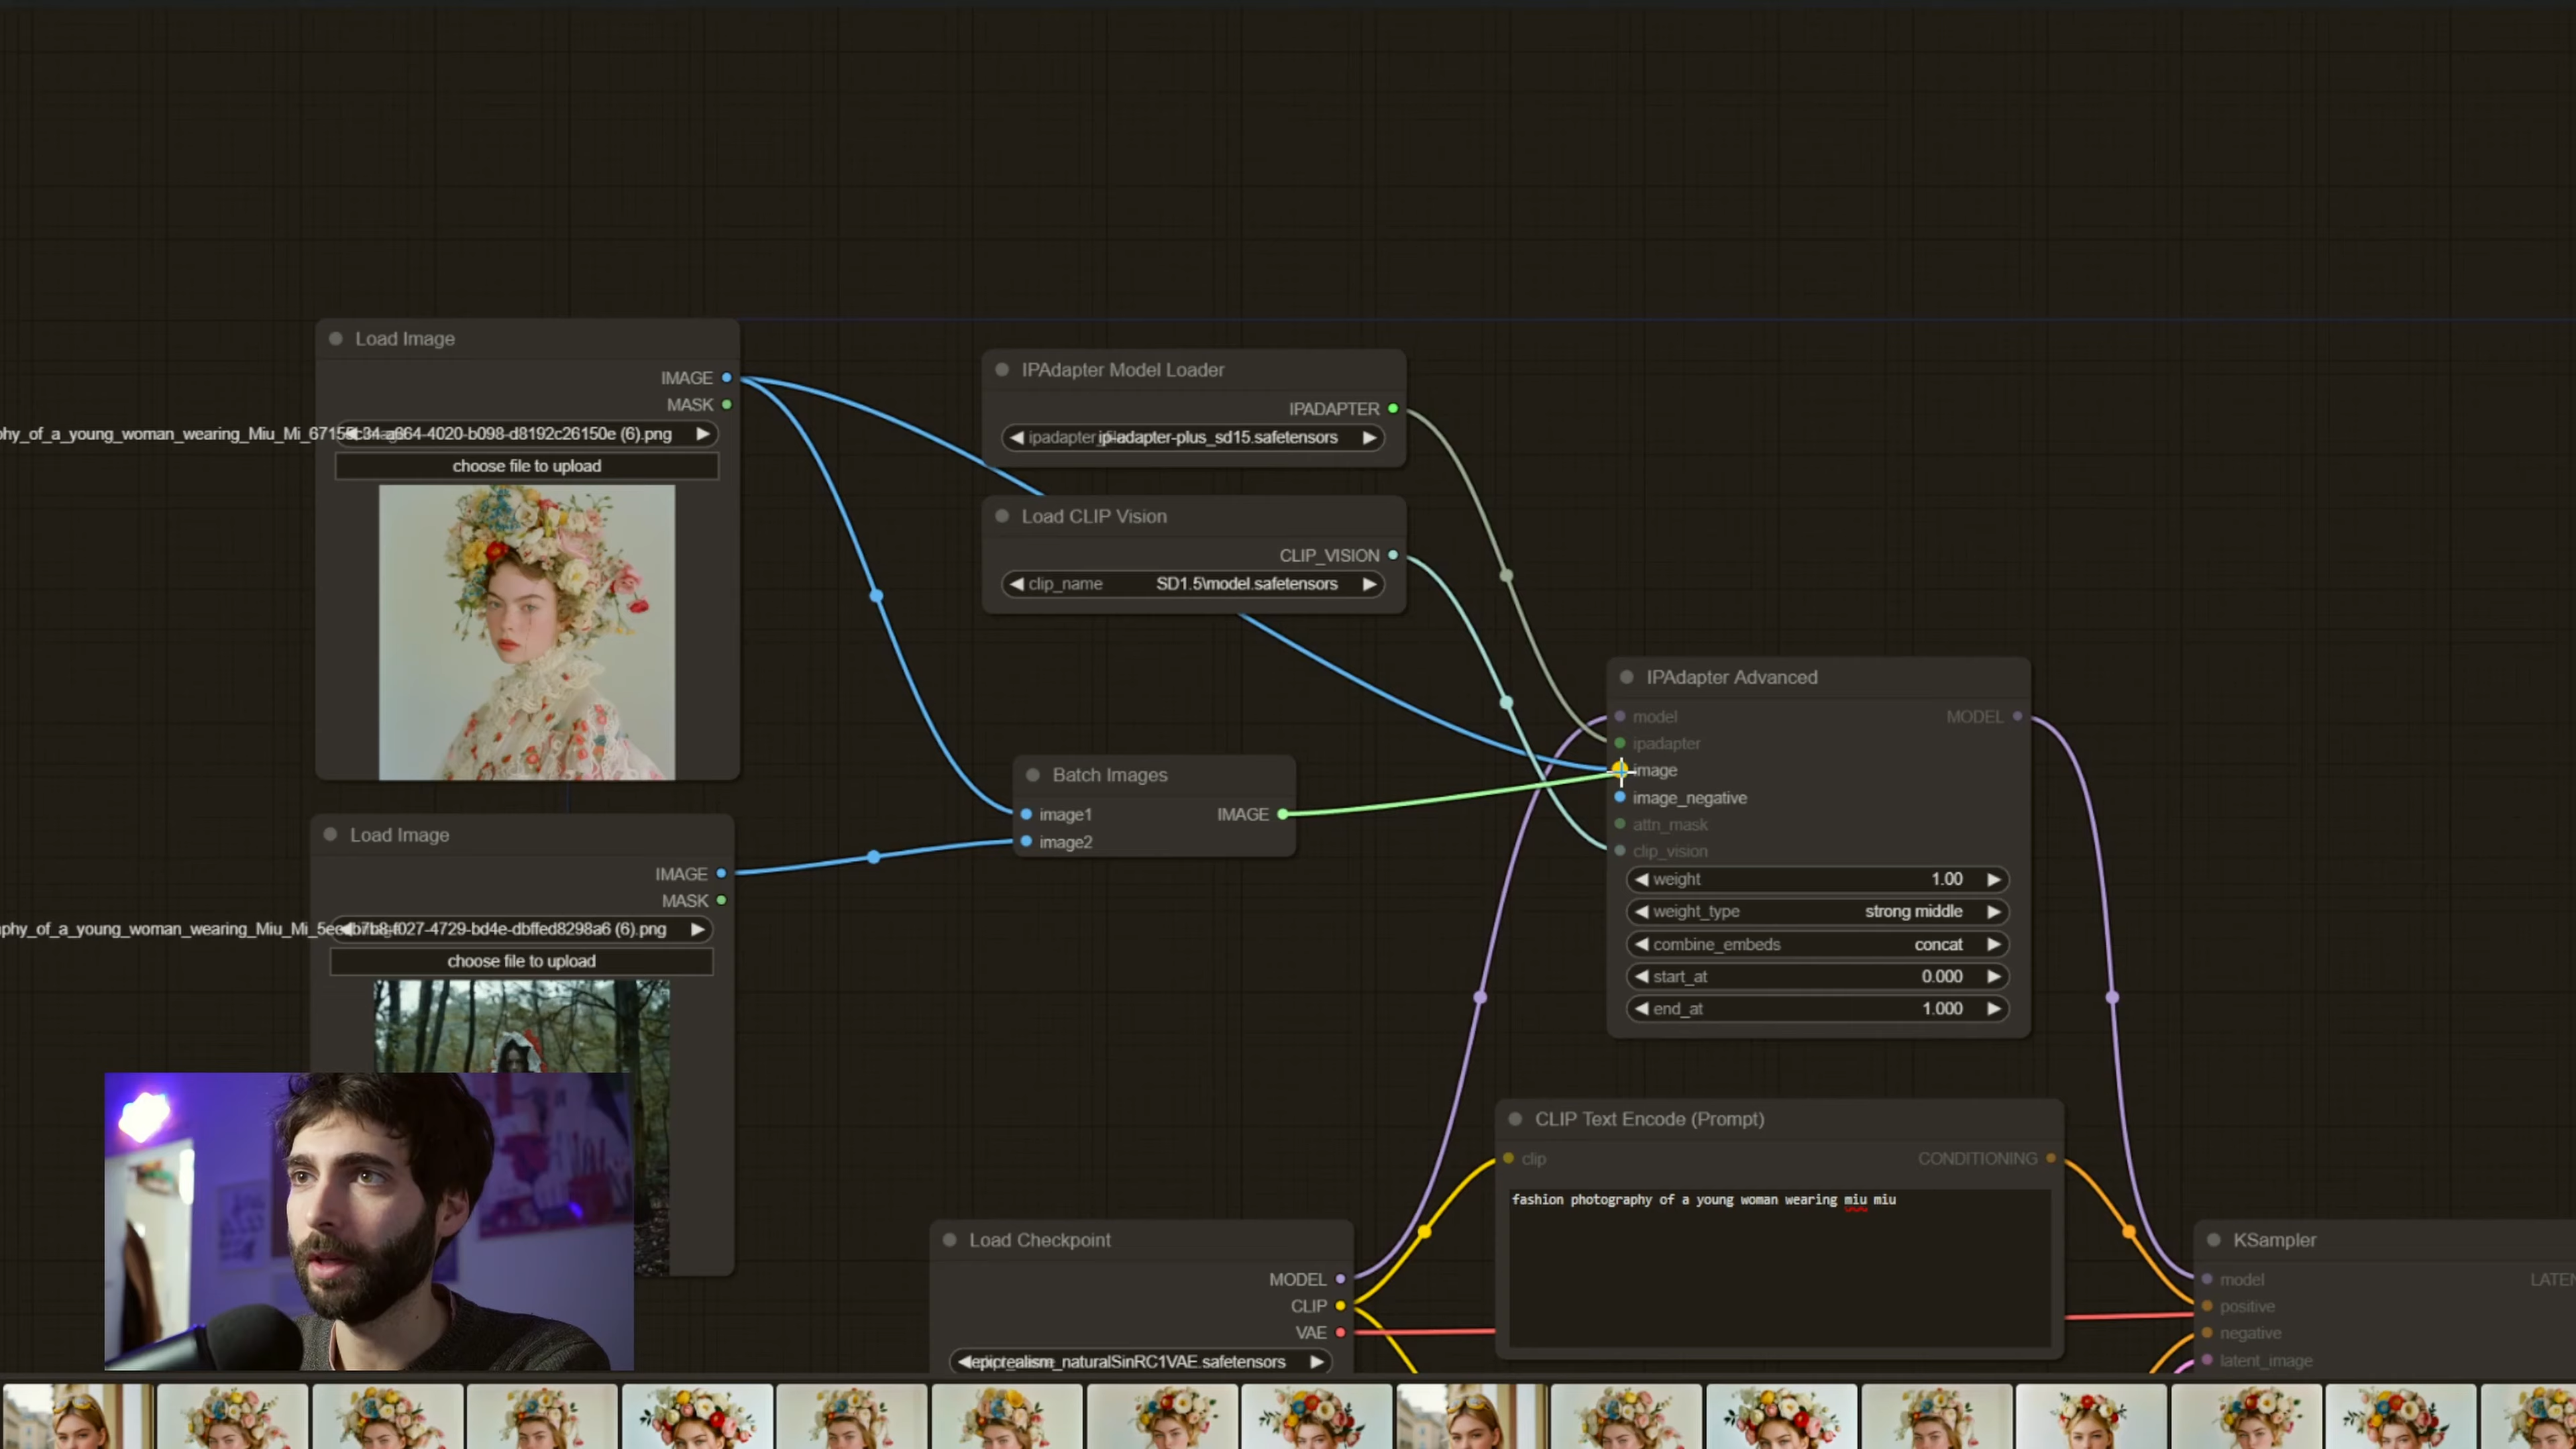 Load Image
IMAGE
MASK
phy_of_a_young_woman_wearing_Miu_Mi_6715
34-a664-4020-b098-d8192c26150e (6).png
choose file to upload
IPAdapter Model Loader
IPADAPTER
ip-adapter-plus_sd15.safetensors
Load CLIP Vision
CLIP_VISION
clip_name SD1.5\model.safetensors
IPAdapter Advanced
model MODEL
ipadapter
image
image_negative
attn_mask
clip_vision
weight 1.00
weight_type strong middle
combine_embeds concat
start_at 0.000
end_at 1.000
Batch Images
image1 IMAGE
image2
Load Image
IMAGE
MASK
phy_of_a_young_woman_wearing_Miu_Mi_5
b7b8-f027-4729-bd4e-dbffed8298a6 (6).png
choose file to upload
CLIP Text Encode (Prompt)
clip CONDITIONING
fashion photography of a young woman wearing miu miu
Load Checkpoint
MODEL
CLIP
VAE
epicrealism_naturalSinRC1VAE.safetensors
KSampler
model LATEN
positive
negative
latent_image